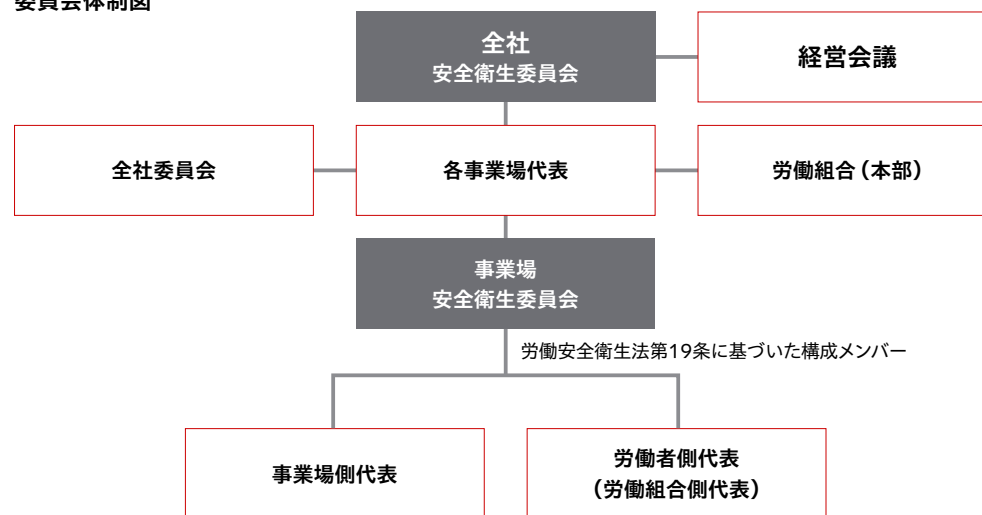 委員会体制図
全社
安全衛生委員会
経営会議
全社委員会
各事業場代表
労働組合（本部）
事業場
安全衛生委員会
労働安全衛生法第19条に基づいた構成メンバー
事業場側代表
労働者側代表
（労働組合側代表）